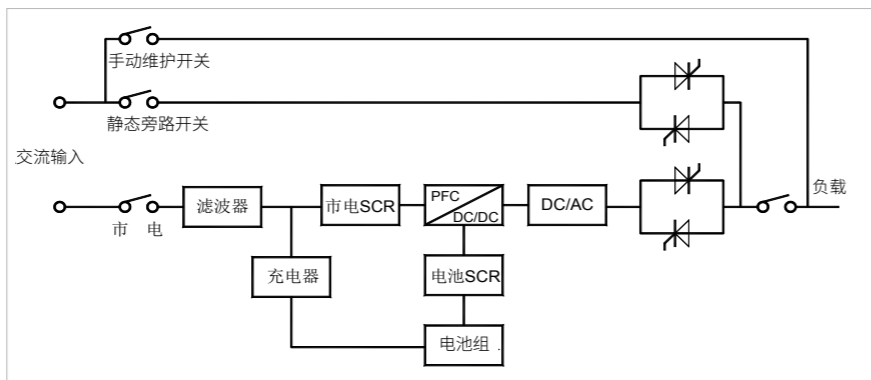 手动维护开关
静态旁路开关
交流输入
负载
滤波器
市电SCR
PFC
DC/DC
DC/AC
市 电
充电器
电池SCR
电池组